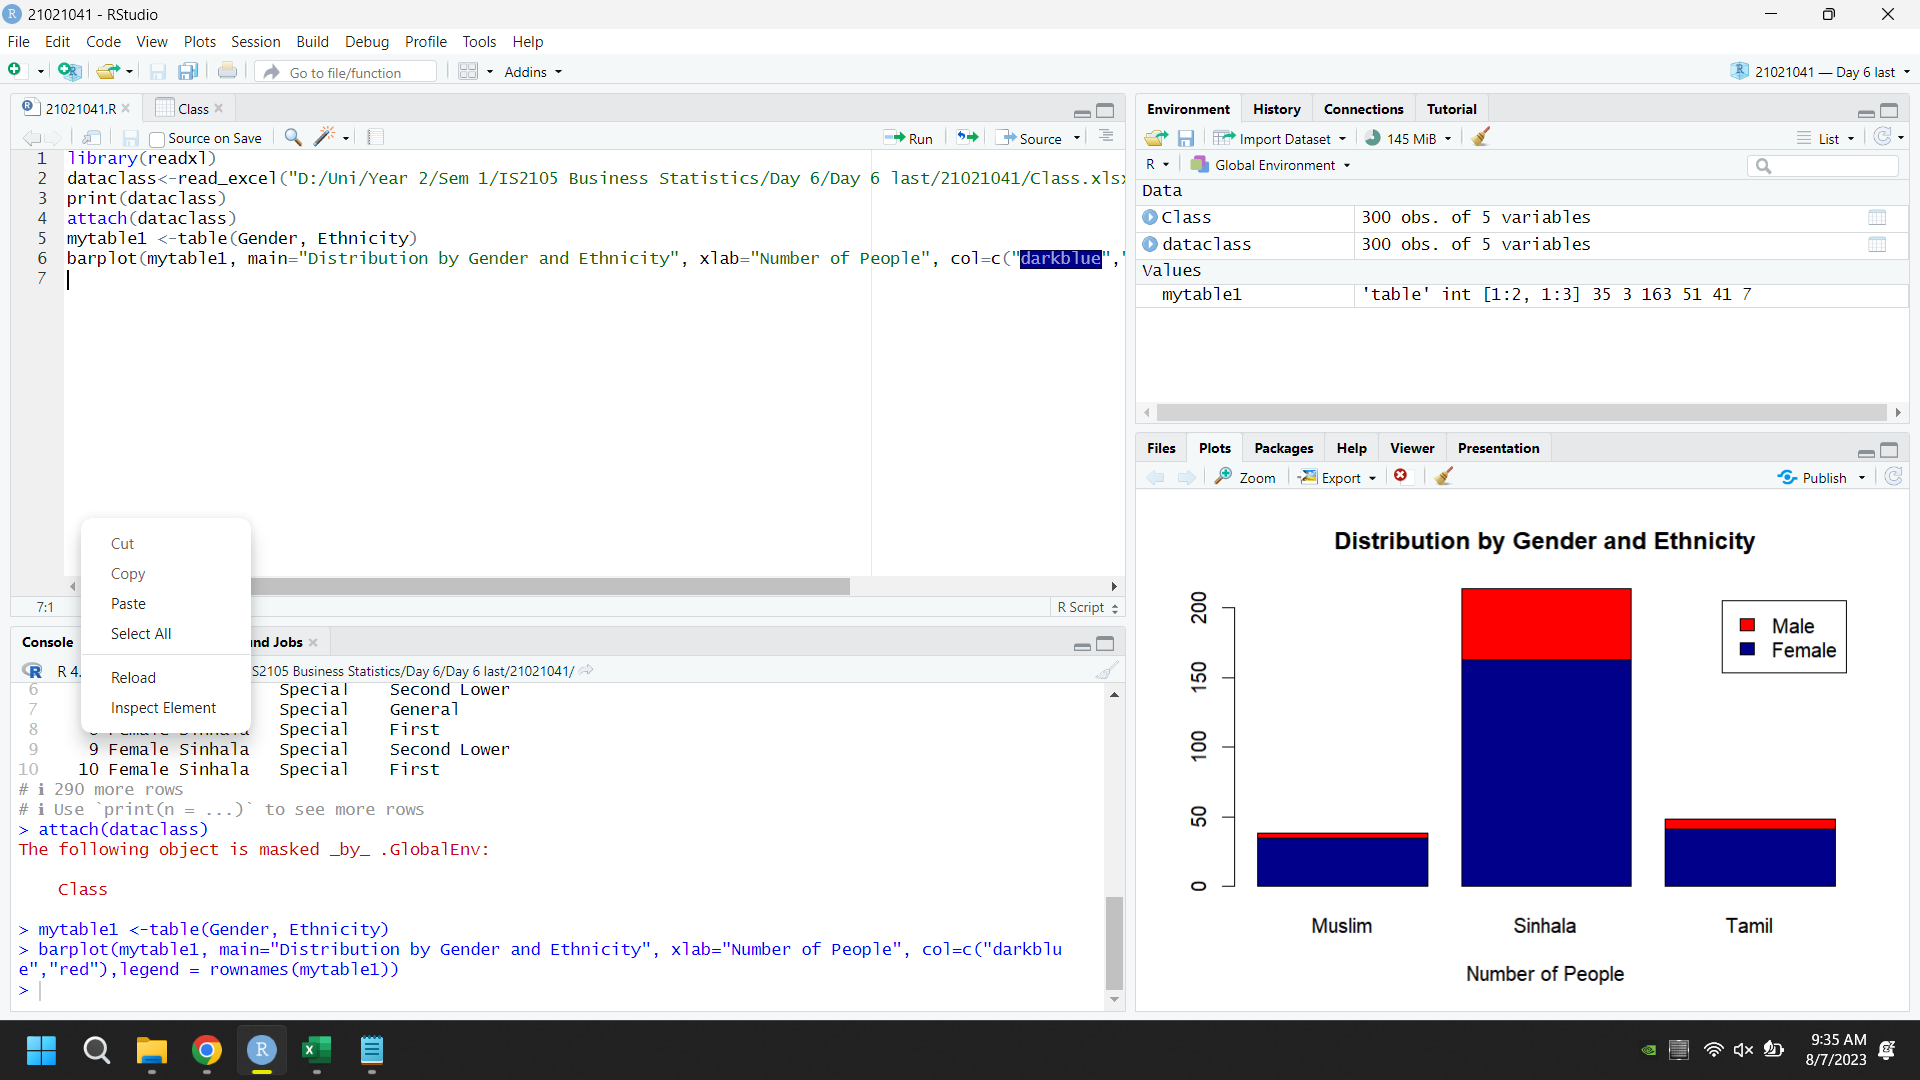 21021041 - RStudio
File Edit Code View Plots Session Build Debug Profile Tools Help
Go to file/function Addins 21021041 — Day 6 last
21021041.R Class
Source on Save Run Source
1 library(readxl)
2 dataclass<-read_excel("D:/Uni/Year 2/Sem 1/IS2105 Business Statistics/Day 6/Day 6 last/21021041/Class.xlsx
3 print(dataclass)
4 attach(dataclass)
5 mytable1 <-table(Gender, Ethnicity)
6 barplot(mytable1, main="Distribution by Gender and Ethnicity", xlab="Number of People", col=c("darkblue","
7
7:1 R Script
Cut
Copy
Paste
Select All
Reload
Inspect Element
Console nd Jobs
R 4. S2105 Business Statistics/Day 6/Day 6 last/21021041/
6 Special Second Lower
7 Special General
8 Special First
9 9 Female Sinhala Special Second Lower
10 10 Female Sinhala Special First
# ℹ 290 more rows
# ℹ Use `print(n = ...)` to see more rows
> attach(dataclass)
The following object is masked _by_ .GlobalEnv:
Class
> mytable1 <-table(Gender, Ethnicity)
> barplot(mytable1, main="Distribution by Gender and Ethnicity", xlab="Number of People", col=c("darkblu
e","red"),legend = rownames(mytable1))
>
Environment History Connections Tutorial
Import Dataset 145 MiB List
R Global Environment
Data
Class 300 obs. of 5 variables
dataclass 300 obs. of 5 variables
Values
mytable1 'table' int [1:2, 1:3] 35 3 163 51 41 7
Files Plots Packages Help Viewer Presentation
Zoom Export Publish
Distribution by Gender and Ethnicity
200
150
100
50
0
Male
Female
Muslim Sinhala Tamil
Number of People
9:35 AM
8/7/2023